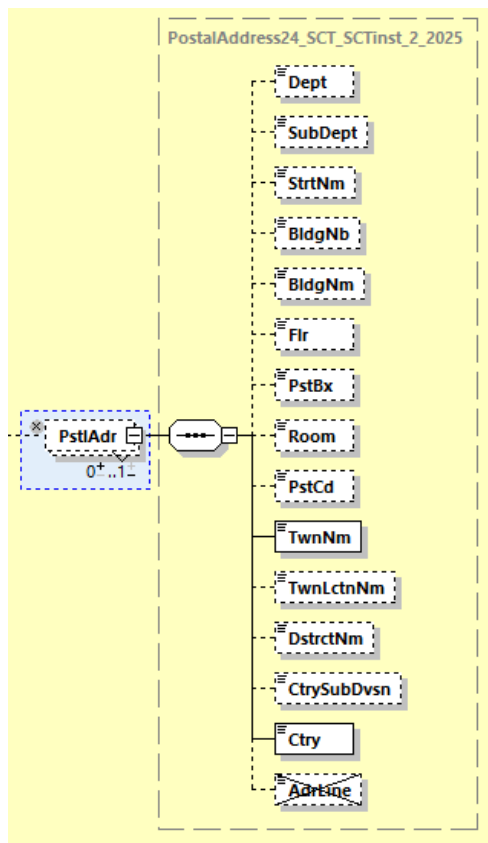 PostalAddress24_SCT_SCTinst_2_2025
Dept
SubDept
StrtNm
BldgNb
BldgNm
Flr
PstBx
PstlAdr
0+..1
Room
PstCd
TwnNm
TwnLctnNm
DstrctNm
CtrySubDvsn
Ctry
AdrLine